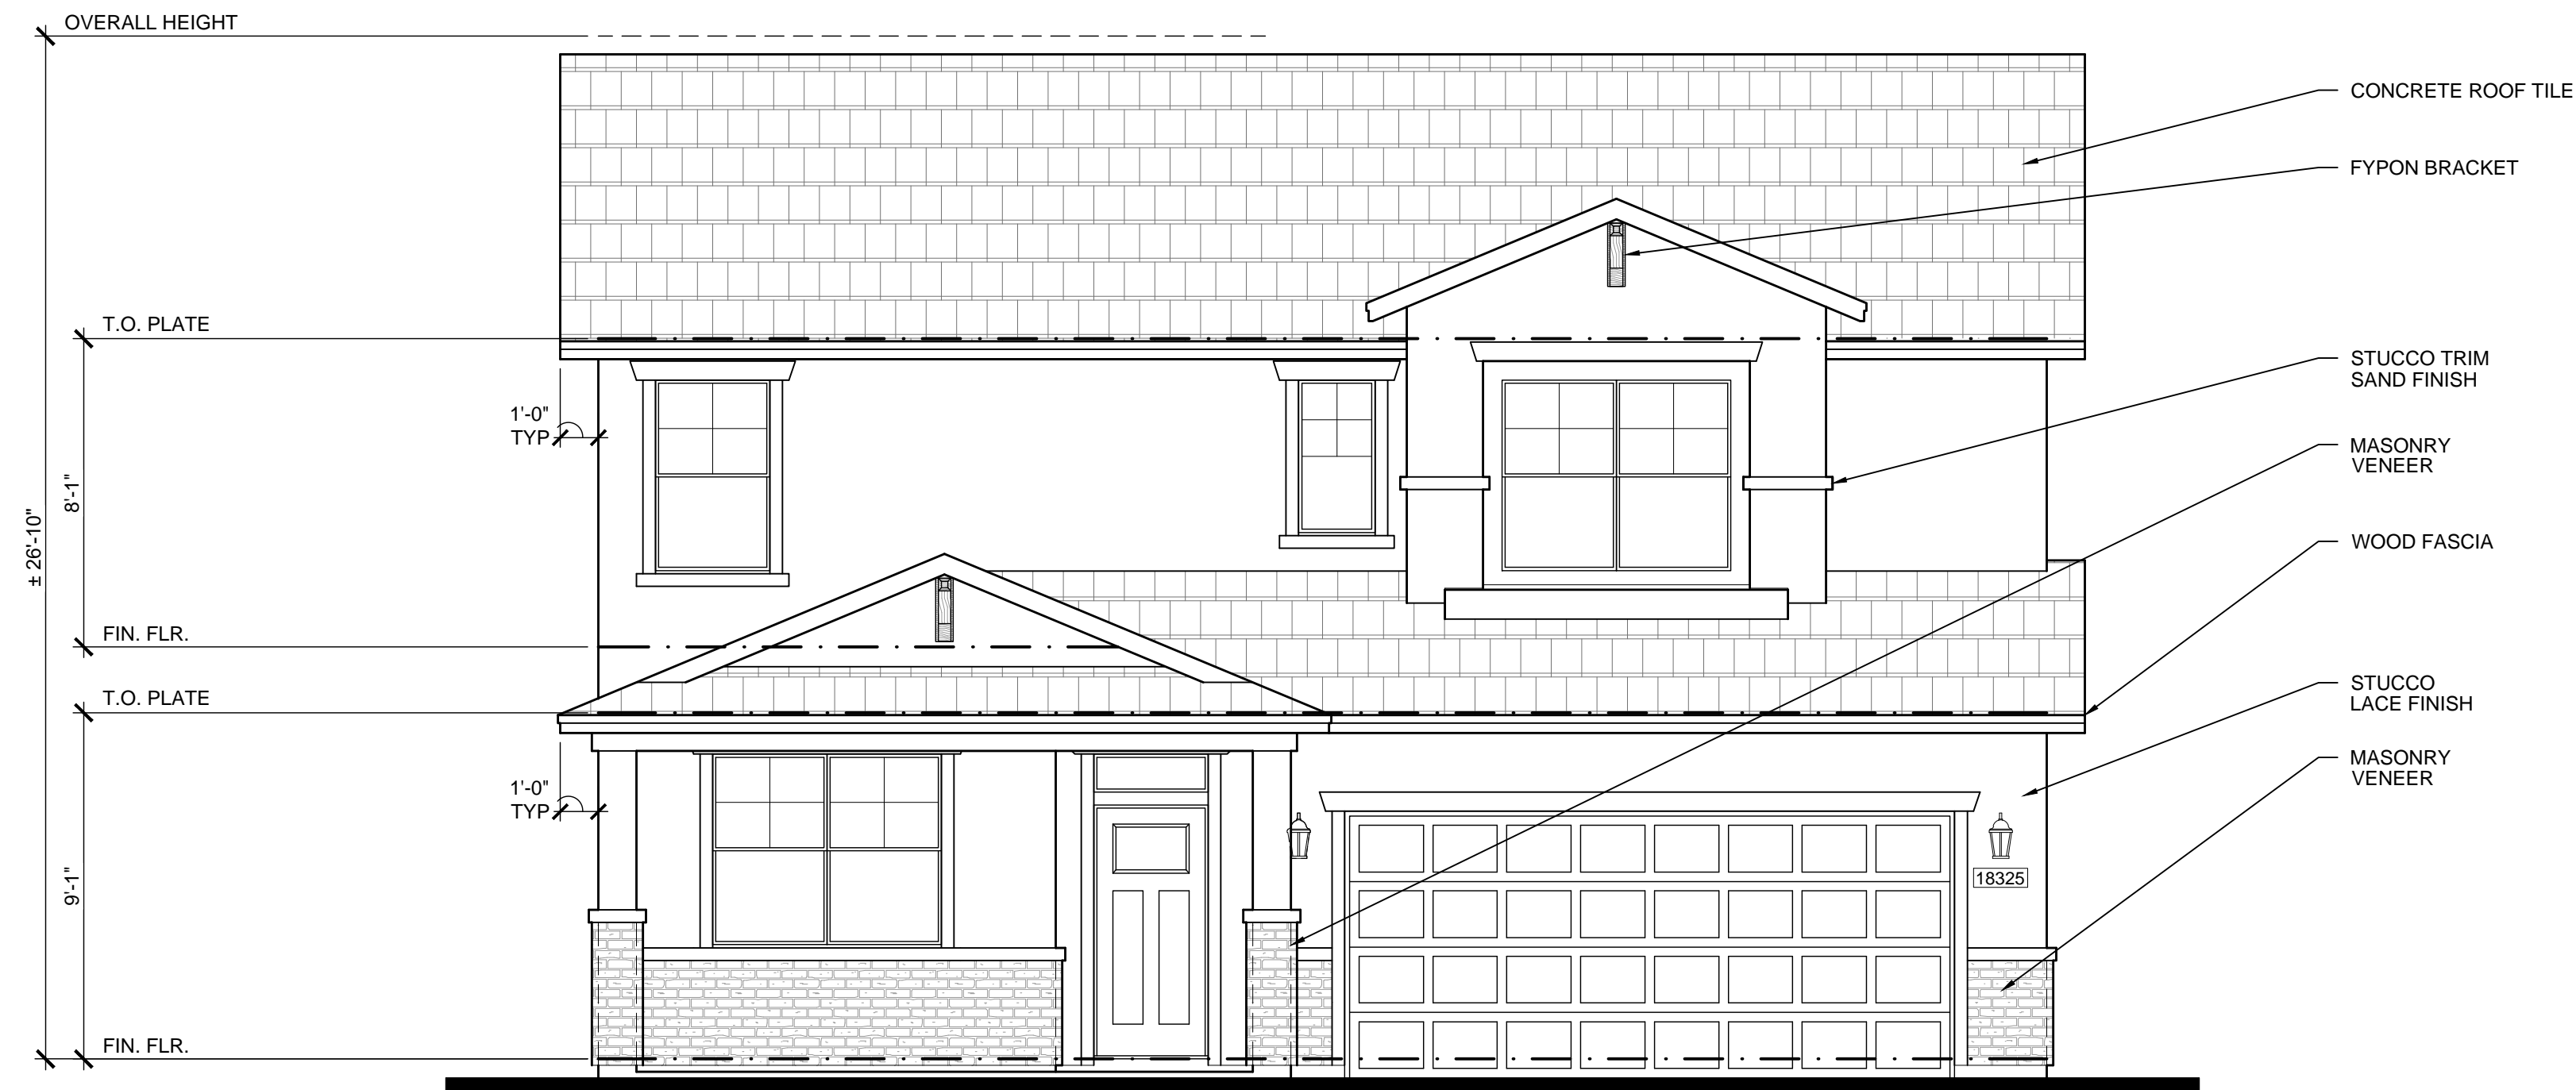 OVERALL HEIGHT
CONCRETE ROOF TILE
FYPON BRACKET
T.O. PLATE
STUCCO TRIM
SAND FINISH
1'-0"
TYP
MASONRY
VENEER
8'-1"
± 26'-10"
WOOD FASCIA
FIN. FLR.
STUCCO
LACE FINISH
T.O. PLATE
MASONRY
VENEER
1'-0"
TYP
9'-1"
18325
FIN. FLR.